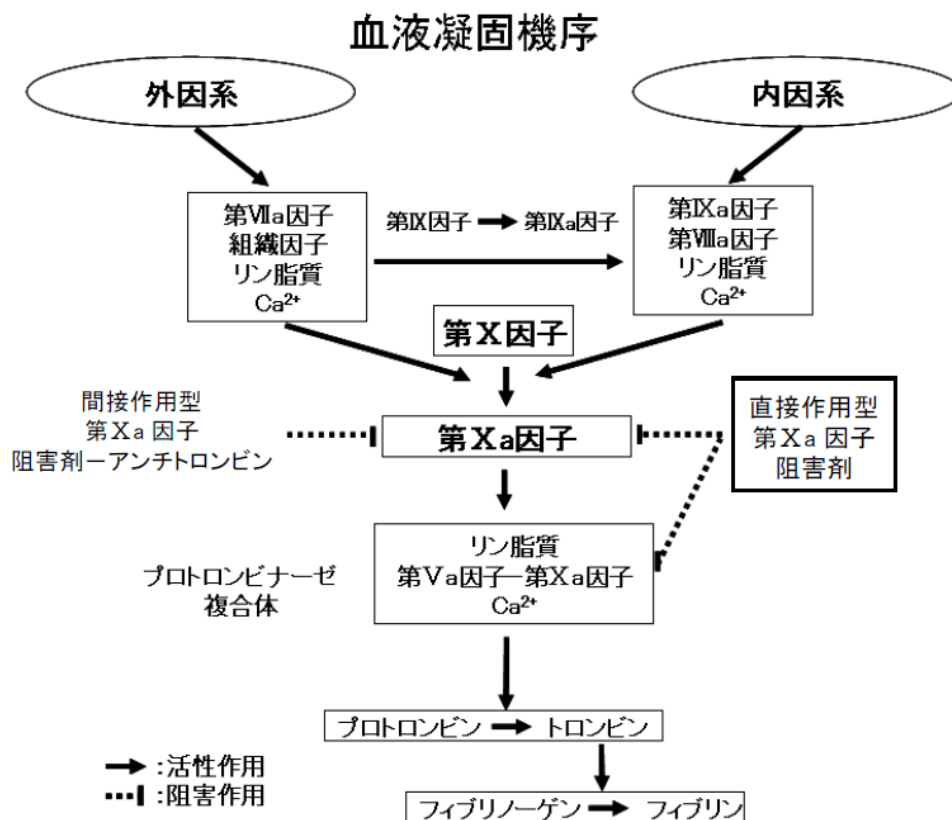 血液凝固機序
外因系
内因系
第Ⅶa因子
組織因子
リン脂質
Ca²⁺
第Ⅸ因子 第Ⅸa因子
第Ⅸa因子
第Ⅷa因子
リン脂質
Ca²⁺
第Ⅹ因子
間接作用型
第Ⅹa因子
阻害剤－アンチトロンビン
第Ⅹa因子
直接作用型
第Ⅹa因子
阻害剤
プロトロンビナーゼ
複合体
リン脂質
第Ⅴa因子－第Ⅹa因子
Ca²⁺
プロトロンビン トロンビン
:活性作用
:阻害作用
フィブリノーゲン フィブリン